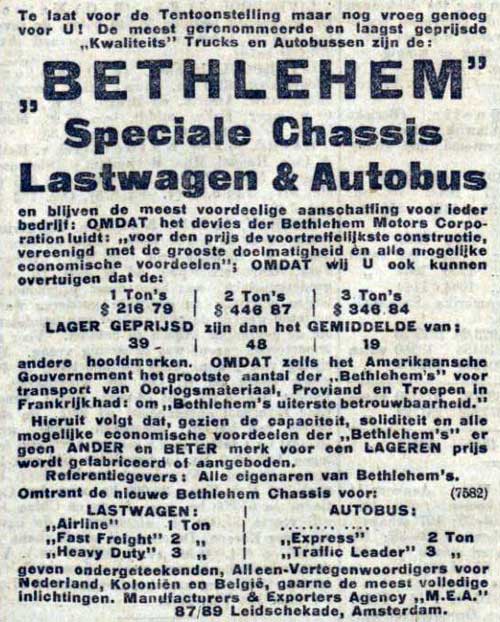 Te laat voor de Tentoonstelling maar nog vroeg genoeg
voor U! De meest gerenommeerde en laagst geprijsde
„Kwaliteits” Trucks en Autobussen zijn de:
„BETHLEHEM”
Speciale Chassis
Lastwagen & Autobus
en blijven de meest voordeelige aanschaffing voor ieder
bedrijf: OMDAT het devies der Bethlehem Motors Corpo-
ration luidt: „voor den prijs de voortreffelijkste constructie,
vereenigd met de grooste doelmatigheid èn alle mogelijke
economische voordeelen”; OMDAT wij U ook kunnen
overtuigen dat de:
1 Ton's | 2 Ton's | 3 Ton's
$ 216 79 | $ 446 87 | $ 346.84
LAGER GEPRIJSD zijn dan het GEMIDDELDE van:
39 | 48 | 19
andere hoofdmerken. OMDAT zelfs het Amerikaansche
Gouvernement het grootste aantal der „Bethlehem's” voor
transport van Oorlogsmateriaal, Proviand en Troepen in
Frankrijk had: om „Bethlehem's uiterste betrouwbaarheid.”
Hieruit volgt dat, gezien de capaciteit, soliditeit en alle
mogelijke economische voordeelen der „Bethlehem's” er
geen ANDER en BETER merk voor een LAGEREN prijs
wordt gefabriceerd of aangeboden.
Referentiegevers: Alle eigenaren van Bethlehem's.
Omtrant de nieuwe Bethlehem Chassis voor: (7582)
LASTWAGEN: | AUTOBUS:
„Airline” 1 Ton | ........ ....
„Fast Freight” 2 „ | „Express” 2 Ton
„Heavy Duty” 3 „ | „Traffic Leader” 3 „
geven ondergeteekenden, Alleen-Vertegenwoordigers voor
Nederland, Koloniën en België, gaarne de meest volledige
inlichtingen. Manufacturers & Exporters Agency „M.E.A.”
87/89 Leidschekade, Amsterdam.